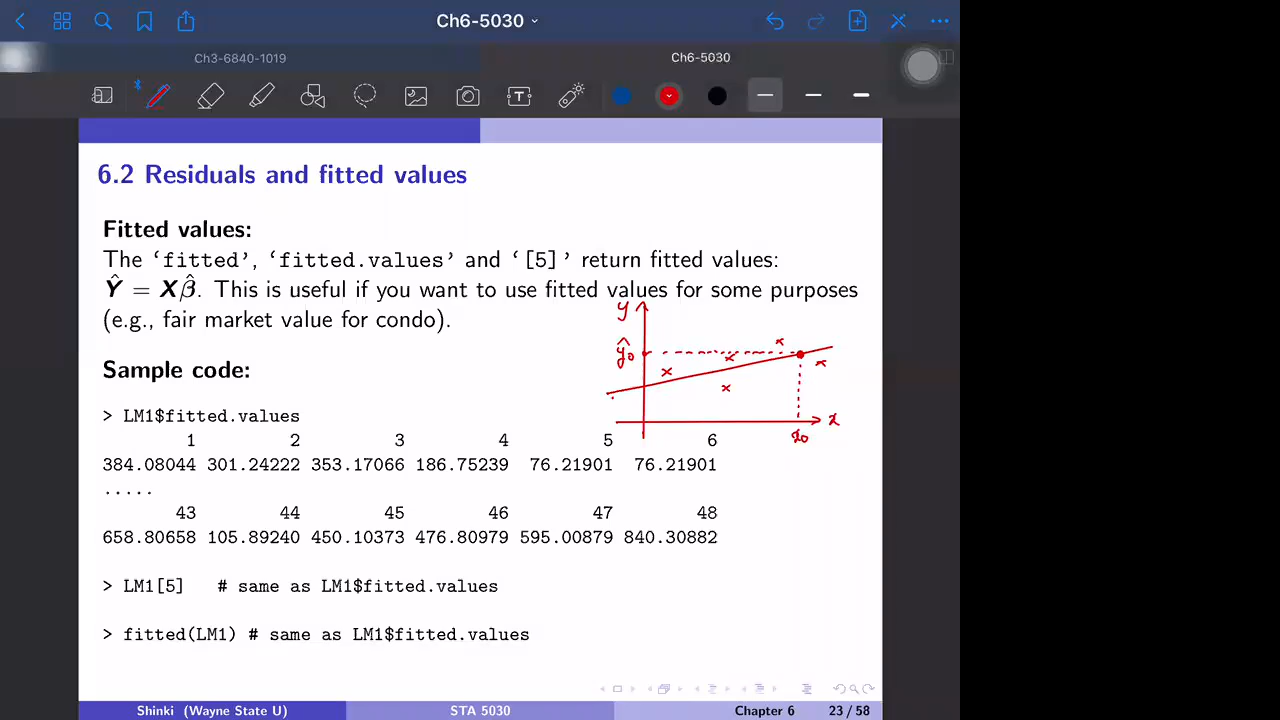 Ch6-5030
Ch3-6840-1019
Ch6-5030
T
6.2 Residuals and fitted values
Fitted values:
The ‘fitted’, ‘fitted.values’ and ‘[5]’ return fitted values:
Ŷ = Xβ̂. This is useful if you want to use fitted values for some purposes
(e.g., fair market value for condo).
y
ŷ₀
x
x₀
Sample code:
> LM1$fitted.values
1 2 3 4 5 6
384.08044 301.24222 353.17066 186.75239 76.21901 76.21901
.....
43 44 45 46 47 48
658.80658 105.89240 450.10373 476.80979 595.00879 840.30882
> LM1[5] # same as LM1$fitted.values
> fitted(LM1) # same as LM1$fitted.values
Shinki (Wayne State U) STA 5030 Chapter 6 23 / 58